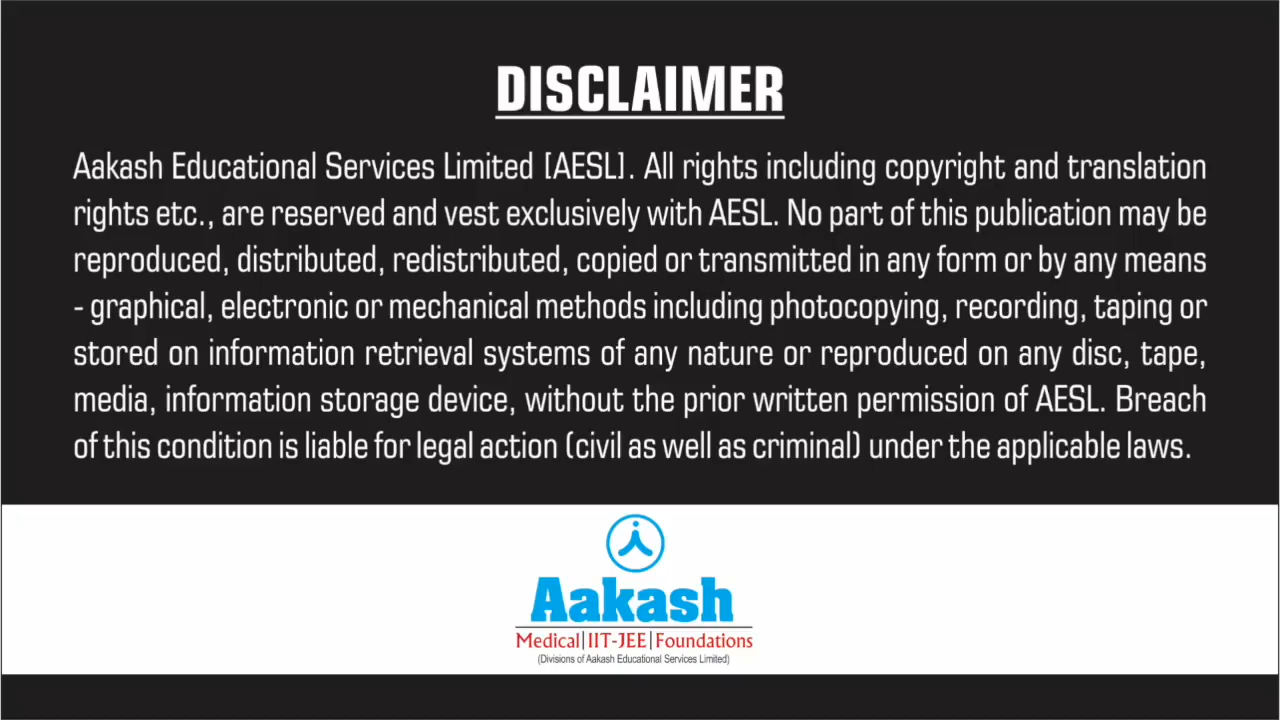 DISCLAIMER
Aakash Educational Services Limited [AESL]. All rights including copyright and translation
rights etc., are reserved and vest exclusively with AESL. No part of this publication may be
reproduced, distributed, redistributed, copied or transmitted in any form or by any means
- graphical, electronic or mechanical methods including photocopying, recording, taping or
stored on information retrieval systems of any nature or reproduced on any disc, tape,
media, information storage device, without the prior written permission of AESL. Breach
of this condition is liable for legal action (civil as well as criminal) under the applicable laws.
Aakash
Medical|IIT-JEE|Foundations
(Divisions of Aakash Educational Services Limited)